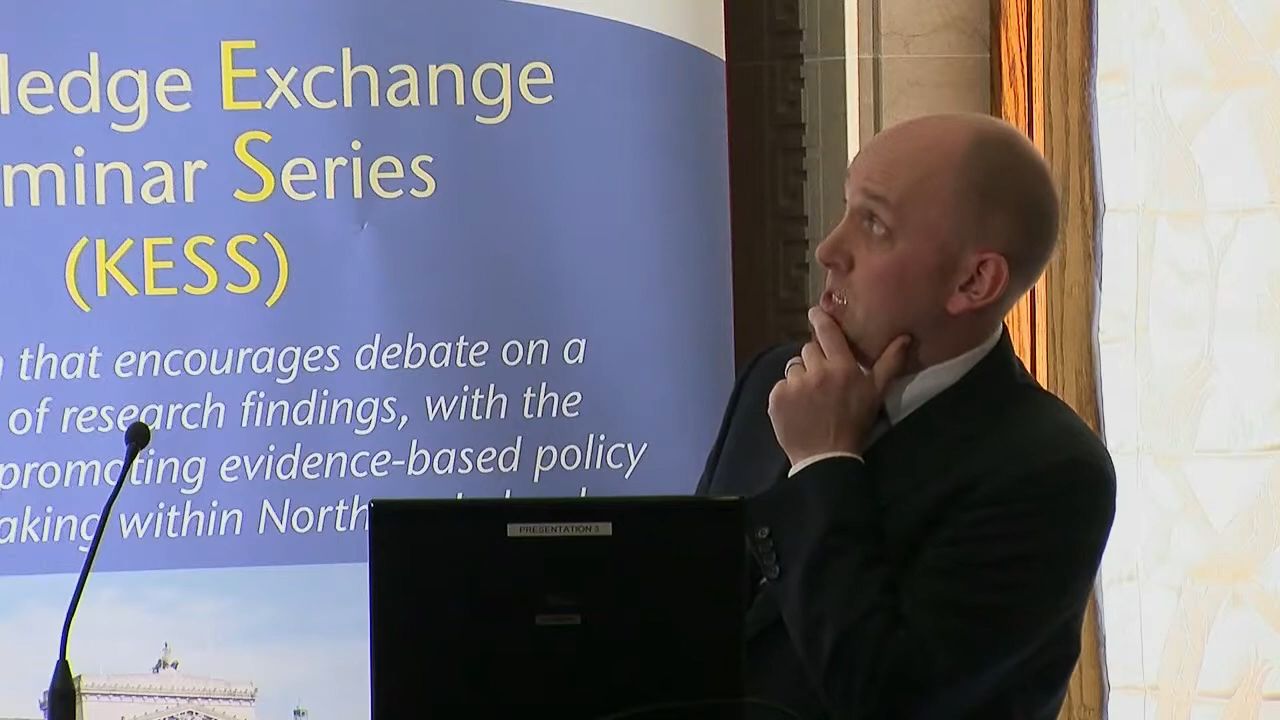 ledge Exchange
minar Series
(KESS)
that encourages debate on a
of research findings, with the
promoting evidence-based policy
aking within North
PRESENTATION 3